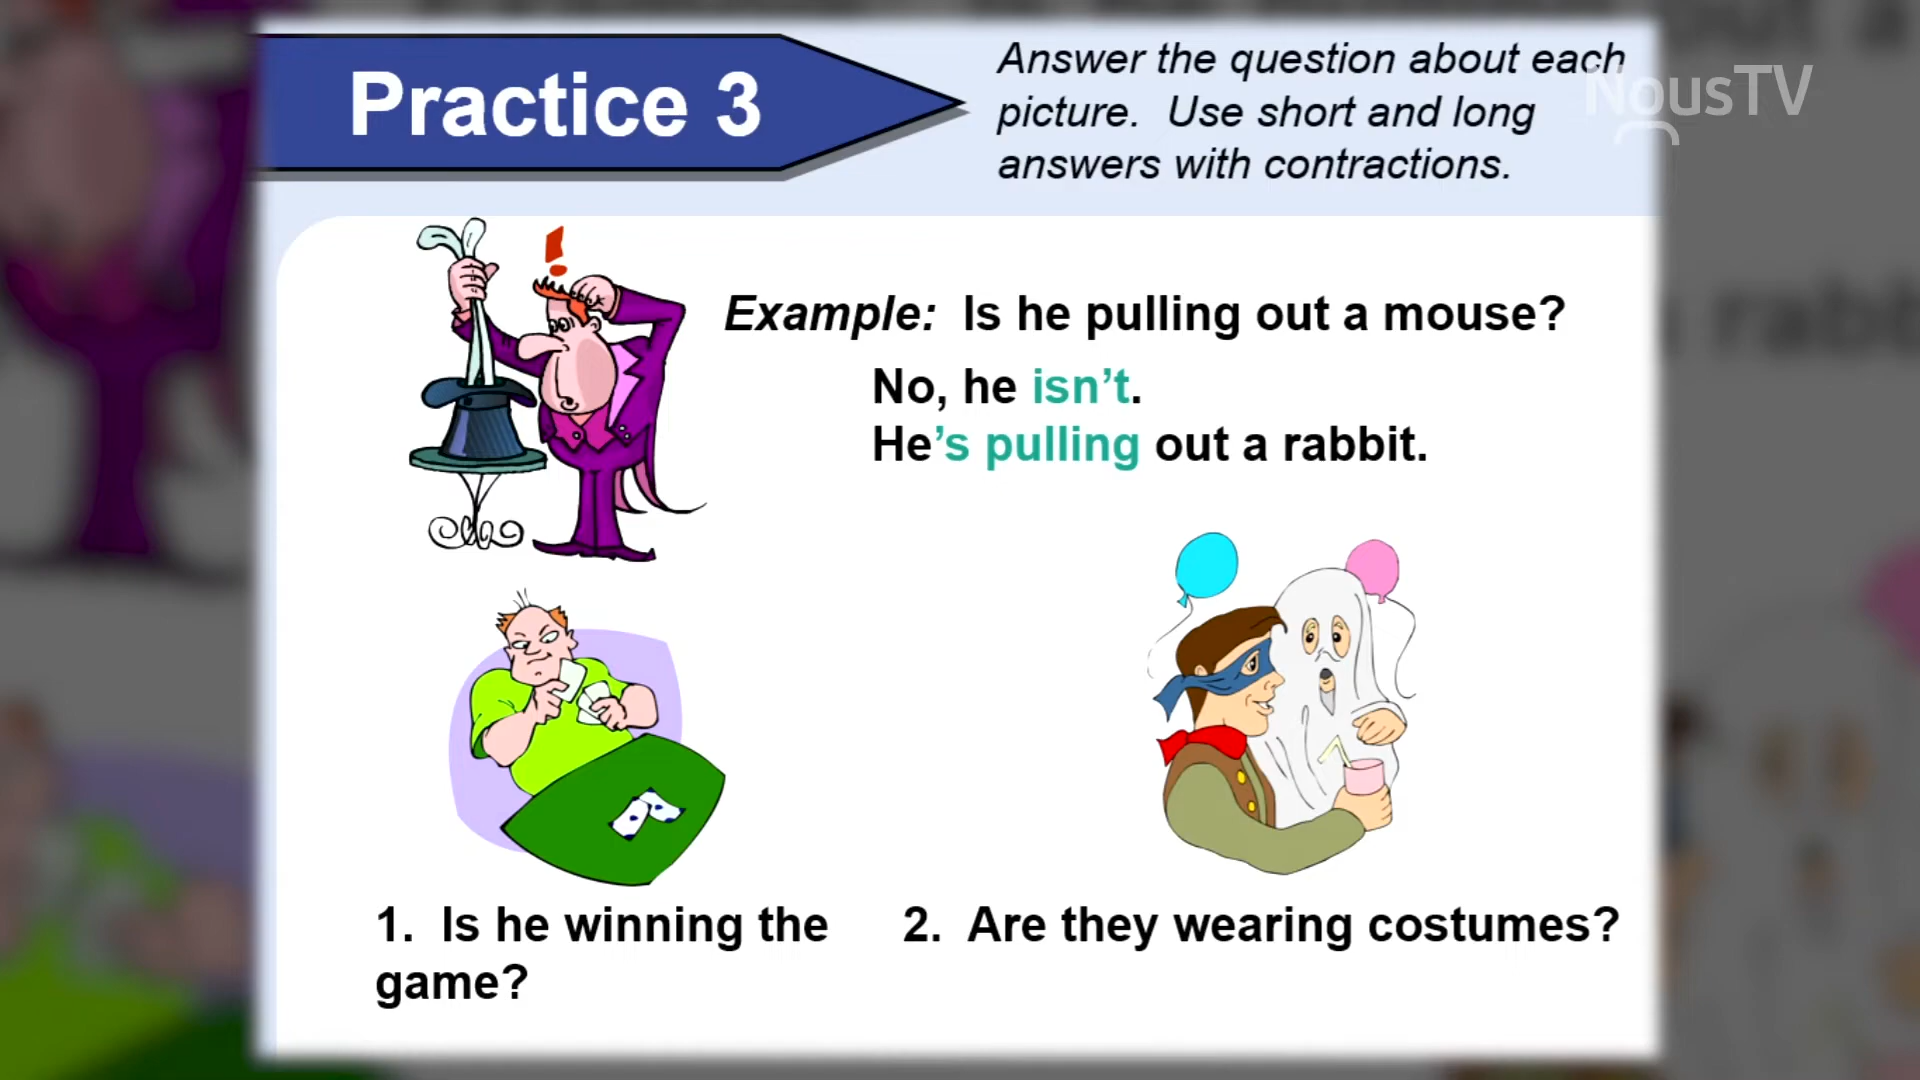 Practice 3
Answer the question about each
picture. Use short and long
answers with contractions.
NousTV
Example: Is he pulling out a mouse?
No, he isn’t.
He’s pulling out a rabbit.
1. Is he winning the
game?
2. Are they wearing costumes?